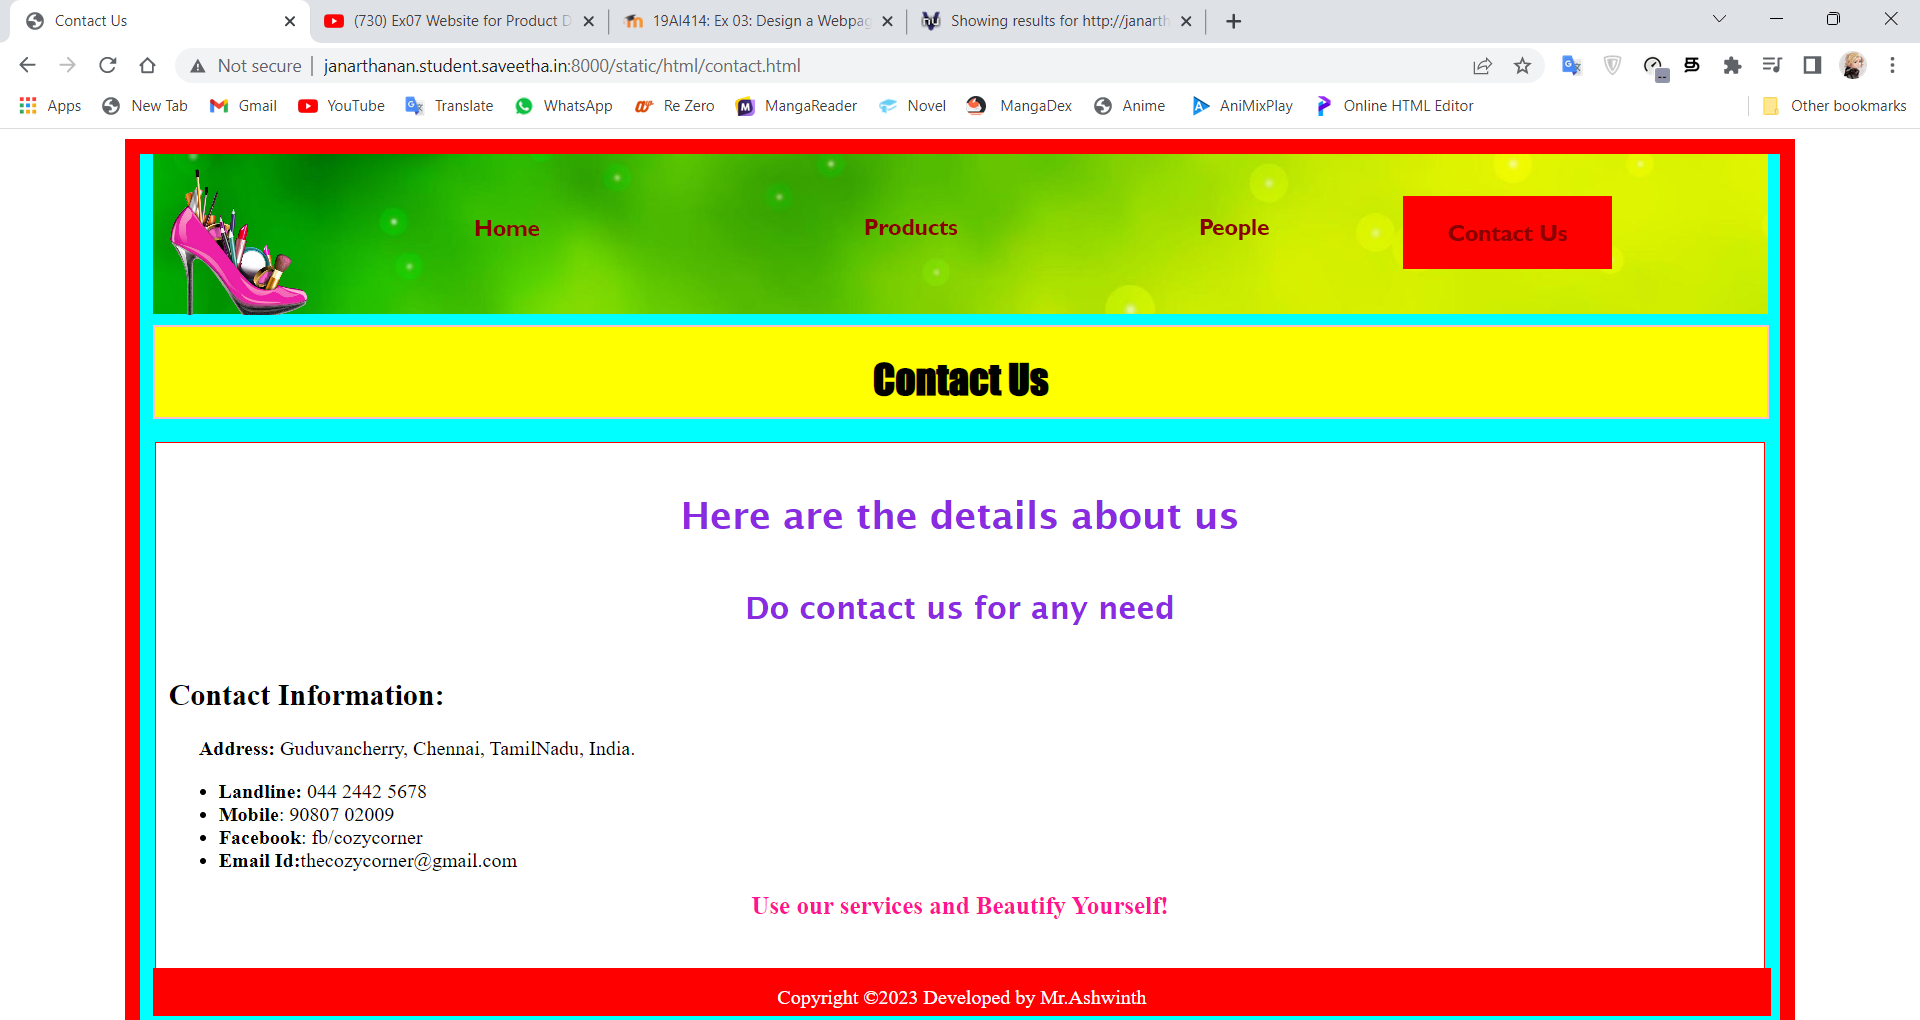 Contact Us
(730) Ex07 Website for Product D
19AI414: Ex 03: Design a Webpag
Showing results for http://janarth
Not secure | janarthanan.student.saveetha.in:8000/static/html/contact.html
Apps New Tab Gmail YouTube Translate WhatsApp Re Zero MangaReader Novel MangaDex Anime AniMixPlay Online HTML Editor Other bookmarks
Home Products People Contact Us
Contact Us
Here are the details about us
Do contact us for any need
Contact Information:
Address: Guduvancherry, Chennai, TamilNadu, India.
• Landline: 044 2442 5678
• Mobile: 90807 02009
• Facebook: fb/cozycorner
• Email Id:thecozycorner@gmail.com
Use our services and Beautify Yourself!
Copyright ©2023 Developed by Mr.Ashwinth